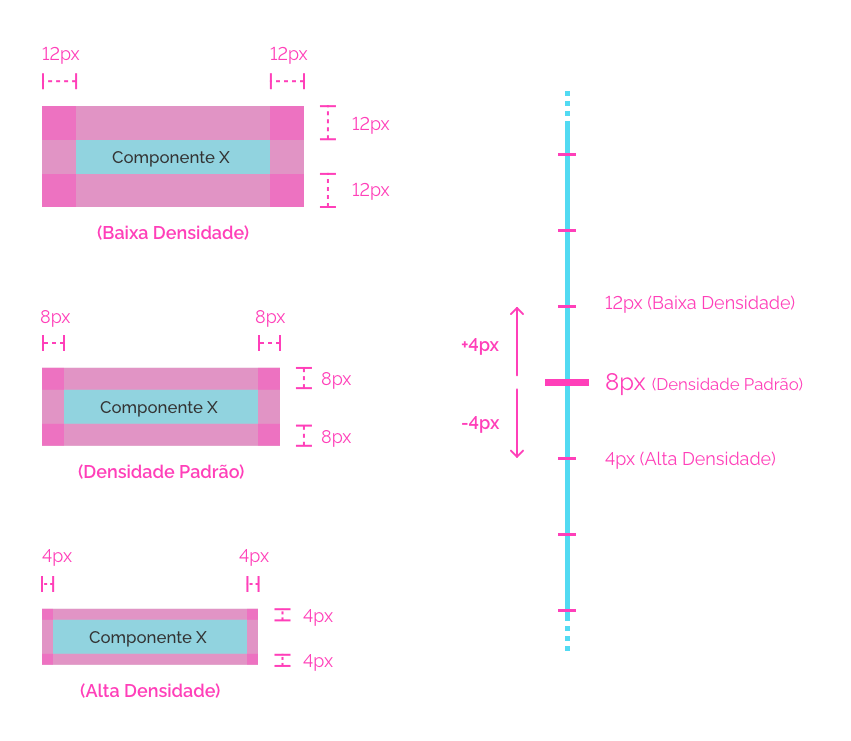 12px
12px
12px
Componente X
12px
(Baixa Densidade)
8px
8px
8px
Componente X
8px
(Densidade Padrão)
4px
4px
4px
Componente X
4px
(Alta Densidade)
12px (Baixa Densidade)
+4px
8px (Densidade Padrão)
-4px
4px (Alta Densidade)